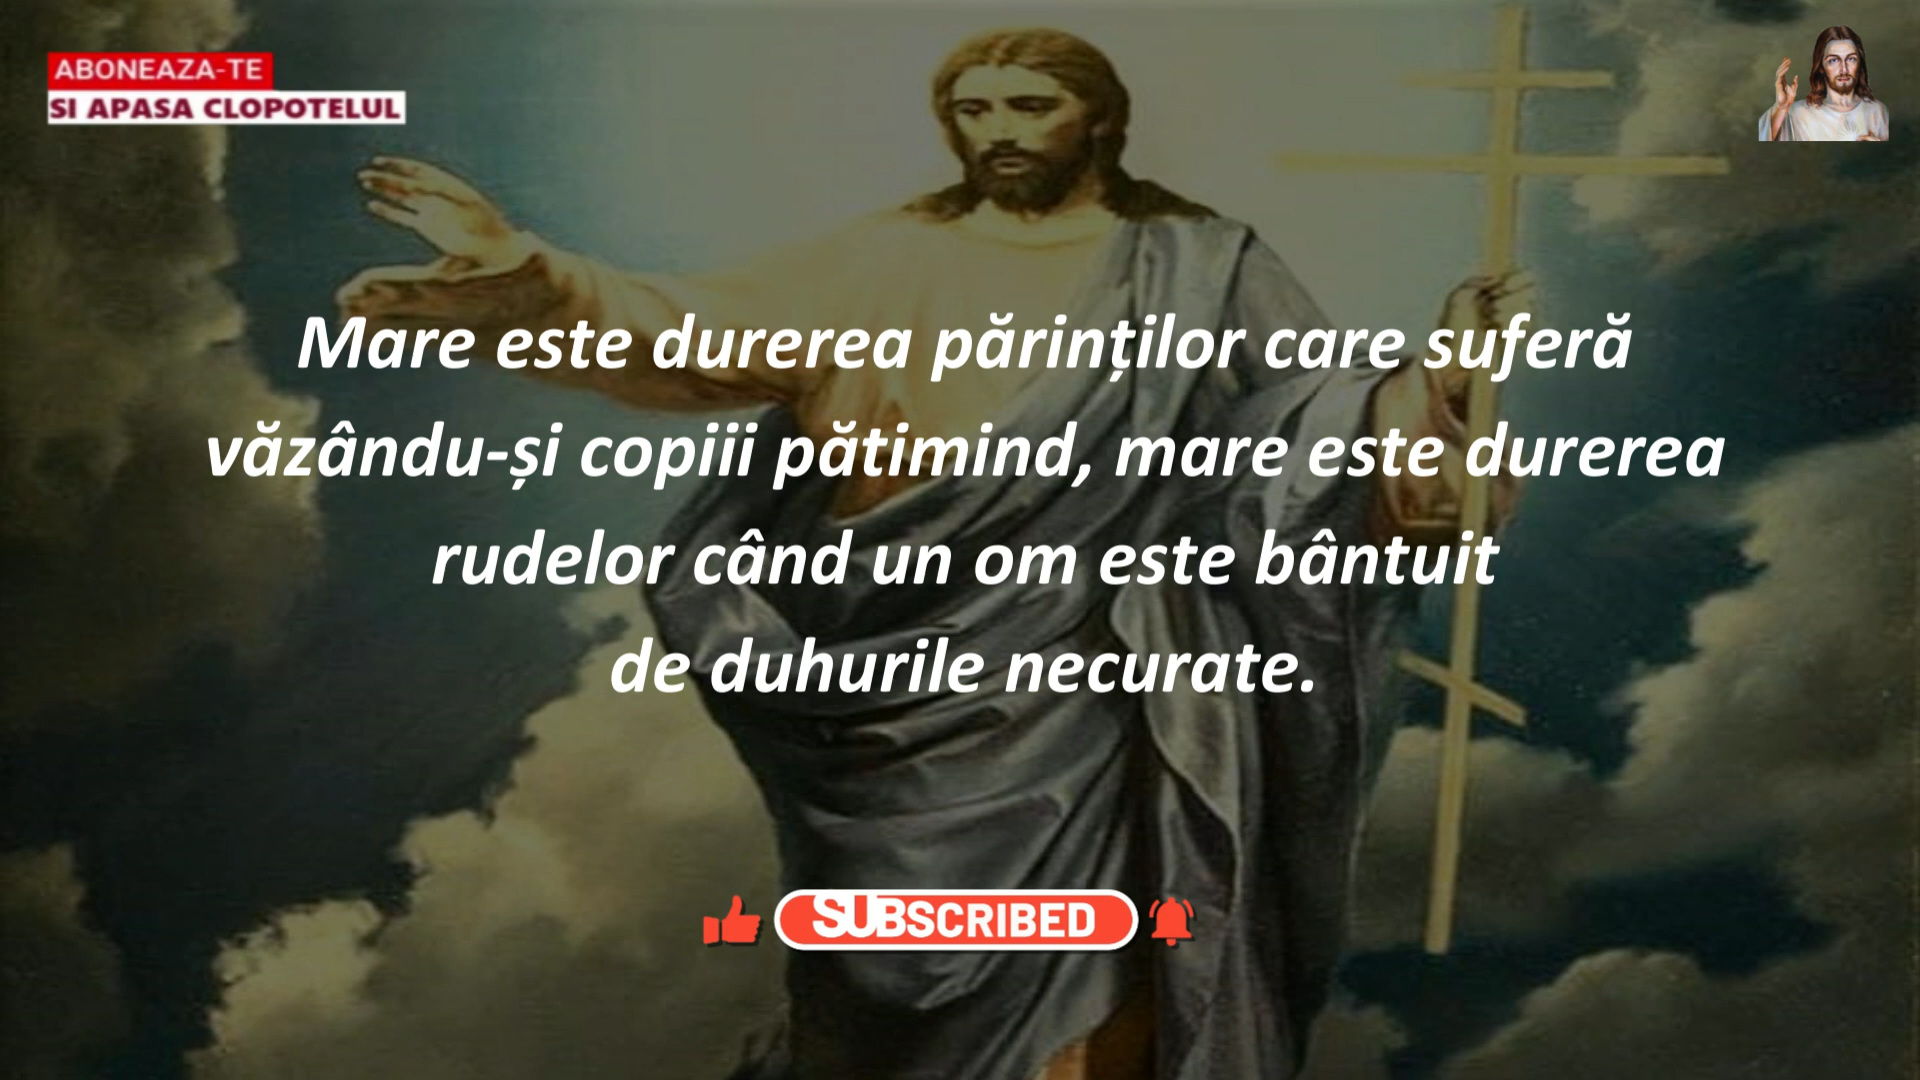 ABONEAZA-TE
SI APASA CLOPOTELUL
Mare este durerea părinților care suferă
văzându-și copiii pătimind, mare este durerea
rudelor când un om este bântuit
de duhurile necurate.
SUBSCRIBED